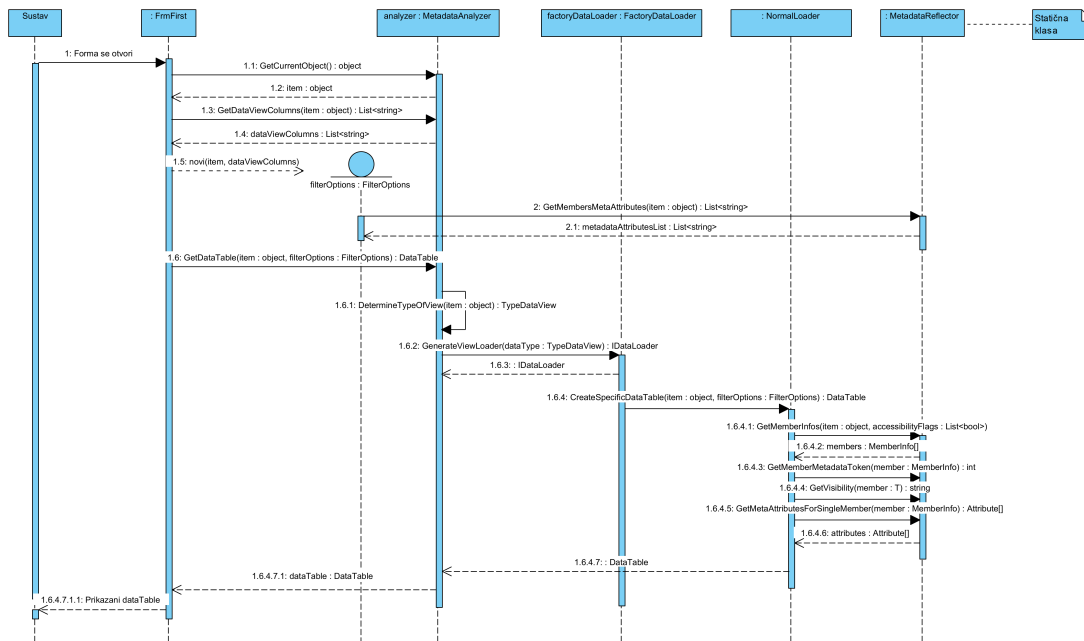 Sustav
: FrmFirst
analyzer : MetadataAnalyzer
factoryDataLoader : FactoryDataLoader
: NormalLoader
: MetadataReflector
Statična
klasa
1: Forma se otvori
1.1: GetCurrentObject() : object
1.2: item : object
1.3: GetDataViewColumns(item : object) : List<string>
1.4: dataViewColumns : List<string>
1.5: novi(item, dataViewColumns)
filterOptions : FilterOptions
2: GetMembersMetaAttributes(item : object) : List<string>
2.1: metadataAttributesList : List<string>
1.6: GetDataTable(item : object, filterOptions : FilterOptions) : DataTable
1.6.1: DetermineTypeOfView(item : object) : TypeDataView
1.6.2: GenerateViewLoader(dataType : TypeDataView) : IDataLoader
1.6.3: : IDataLoader
1.6.4: CreateSpecificDataTable(item : object, filterOptions : FilterOptions) : DataTable
1.6.4.1: GetMemberInfos(item : object, accessibilityFlags : List<bool>)
1.6.4.2: members : MemberInfo[]
1.6.4.3: GetMemberMetadataToken(member : MemberInfo) : int
1.6.4.4: GetVisibility(member : T) : string
1.6.4.5: GetMetaAttributesForSingleMember(member : MemberInfo) : Attribute[]
1.6.4.6: attributes : Attribute[]
1.6.4.7: : DataTable
1.6.4.7.1: dataTable : DataTable
1.6.4.7.1.1: Prikazani dataTable